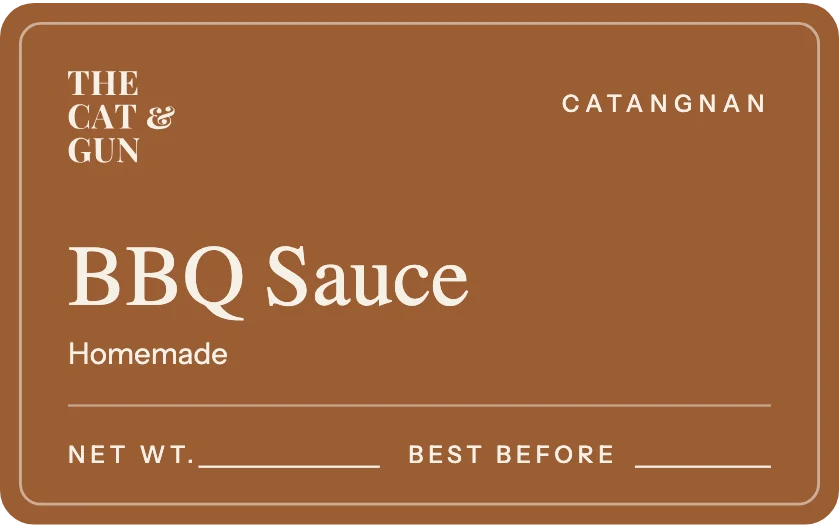 THE
CAT &
GUN
CATANGNAN
BBQ Sauce
Homemade
NET WT. BEST BEFORE